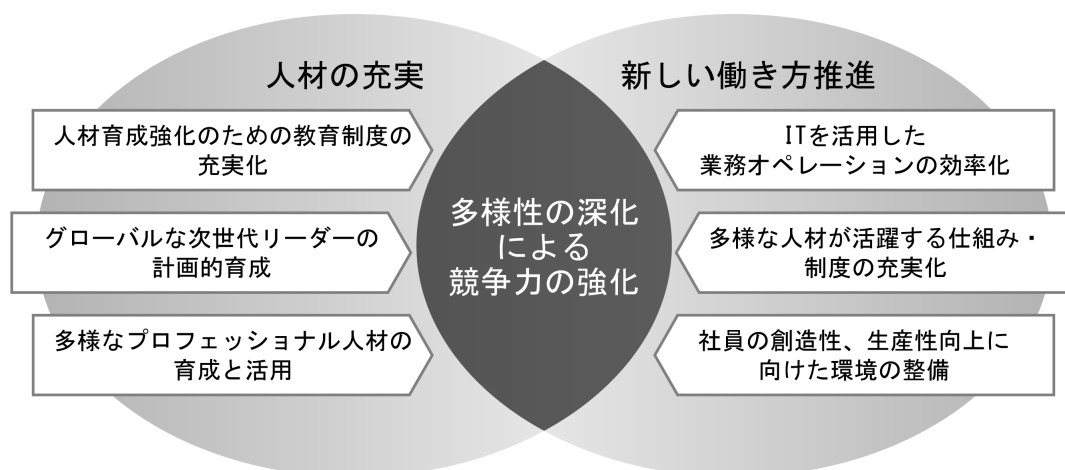 人材の充実
人材育成強化のための教育制度の
充実化
グローバルな次世代リーダーの
計画的育成
多様なプロフェッショナル人材の
育成と活用
多様性の深化
による
競争力の強化
新しい働き方推進
ITを活用した
業務オペレーションの効率化
多様な人材が活躍する仕組み・
制度の充実化
社員の創造性、生産性向上に
向けた環境の整備